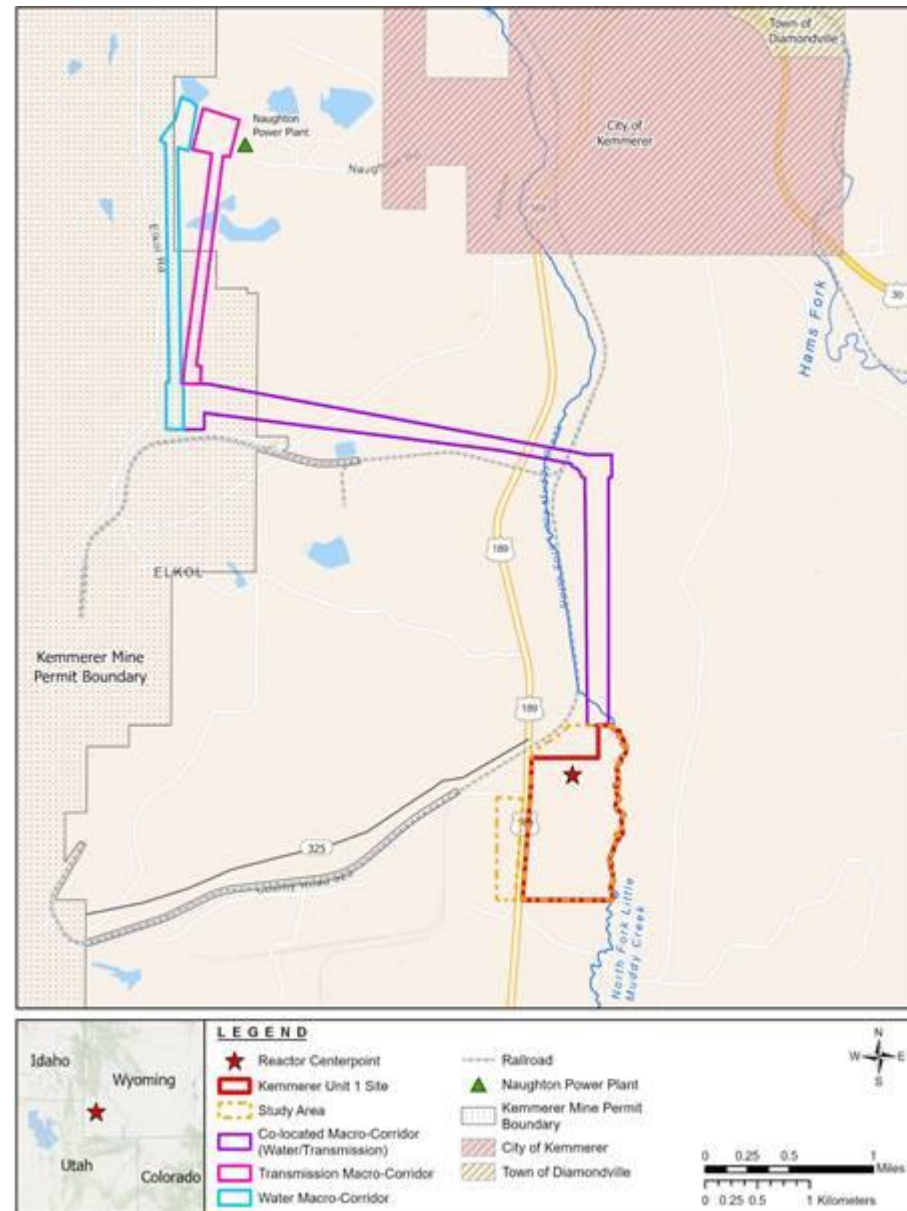 Town of
Diamondville
Naughton
Power Plant
City of
Kemmerer
Elkol Rd
30
Hams Fork
189
ELKOL
Kemmerer Mine
Permit Boundary
189
325
North Fork Little
Muddy Creek
LEGEND
Reactor Centerpoint
Kemmerer Unit 1 Site
Study Area
Co-located Macro-Corridor
(Water/Transmission)
Transmission Macro-Corridor
Water Macro-Corridor
Railroad
Naughton Power Plant
Kemmerer Mine Permit
Boundary
City of Kemmerer
Town of Diamondville
Idaho
Wyoming
Utah
Colorado
N
W E
S
0 0.25 0.5 1
Miles
0 0.25 0.5 1 Kilometers